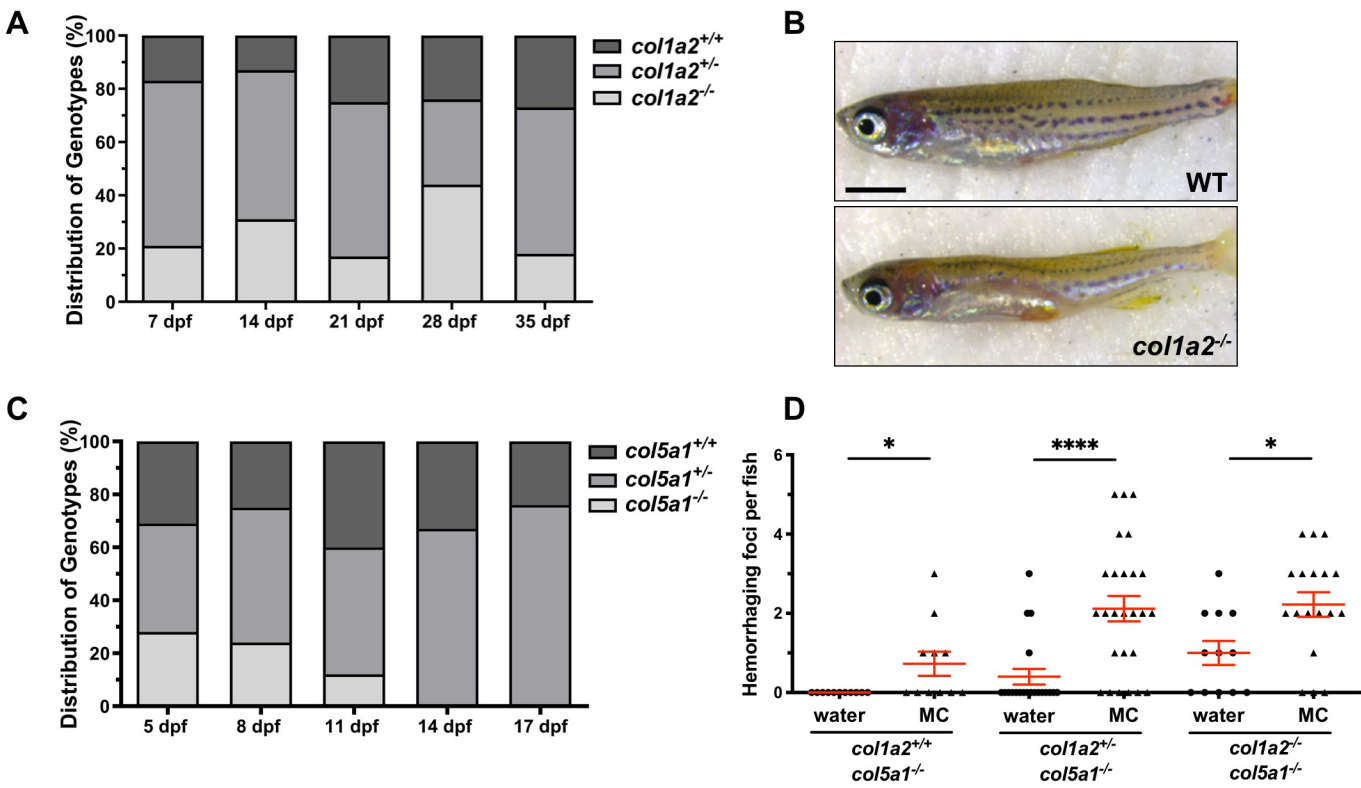 A
Distribution of Genotypes (%)
100
80
60
40
20
0
7 dpf 14 dpf 21 dpf 28 dpf 35 dpf
col1a2+/+
col1a2+/-
col1a2-/-
B
WT
col1a2-/-
C
Distribution of Genotypes (%)
100
80
60
40
20
0
5 dpf 8 dpf 11 dpf 14 dpf 17 dpf
col5a1+/+
col5a1+/-
col5a1-/-
D
Hemorrhaging foci per fish
6
4
2
0
* **** *
water MC water MC water MC
col1a2+/+ col1a2+/- col1a2-/-
col5a1-/- col5a1-/- col5a1-/-